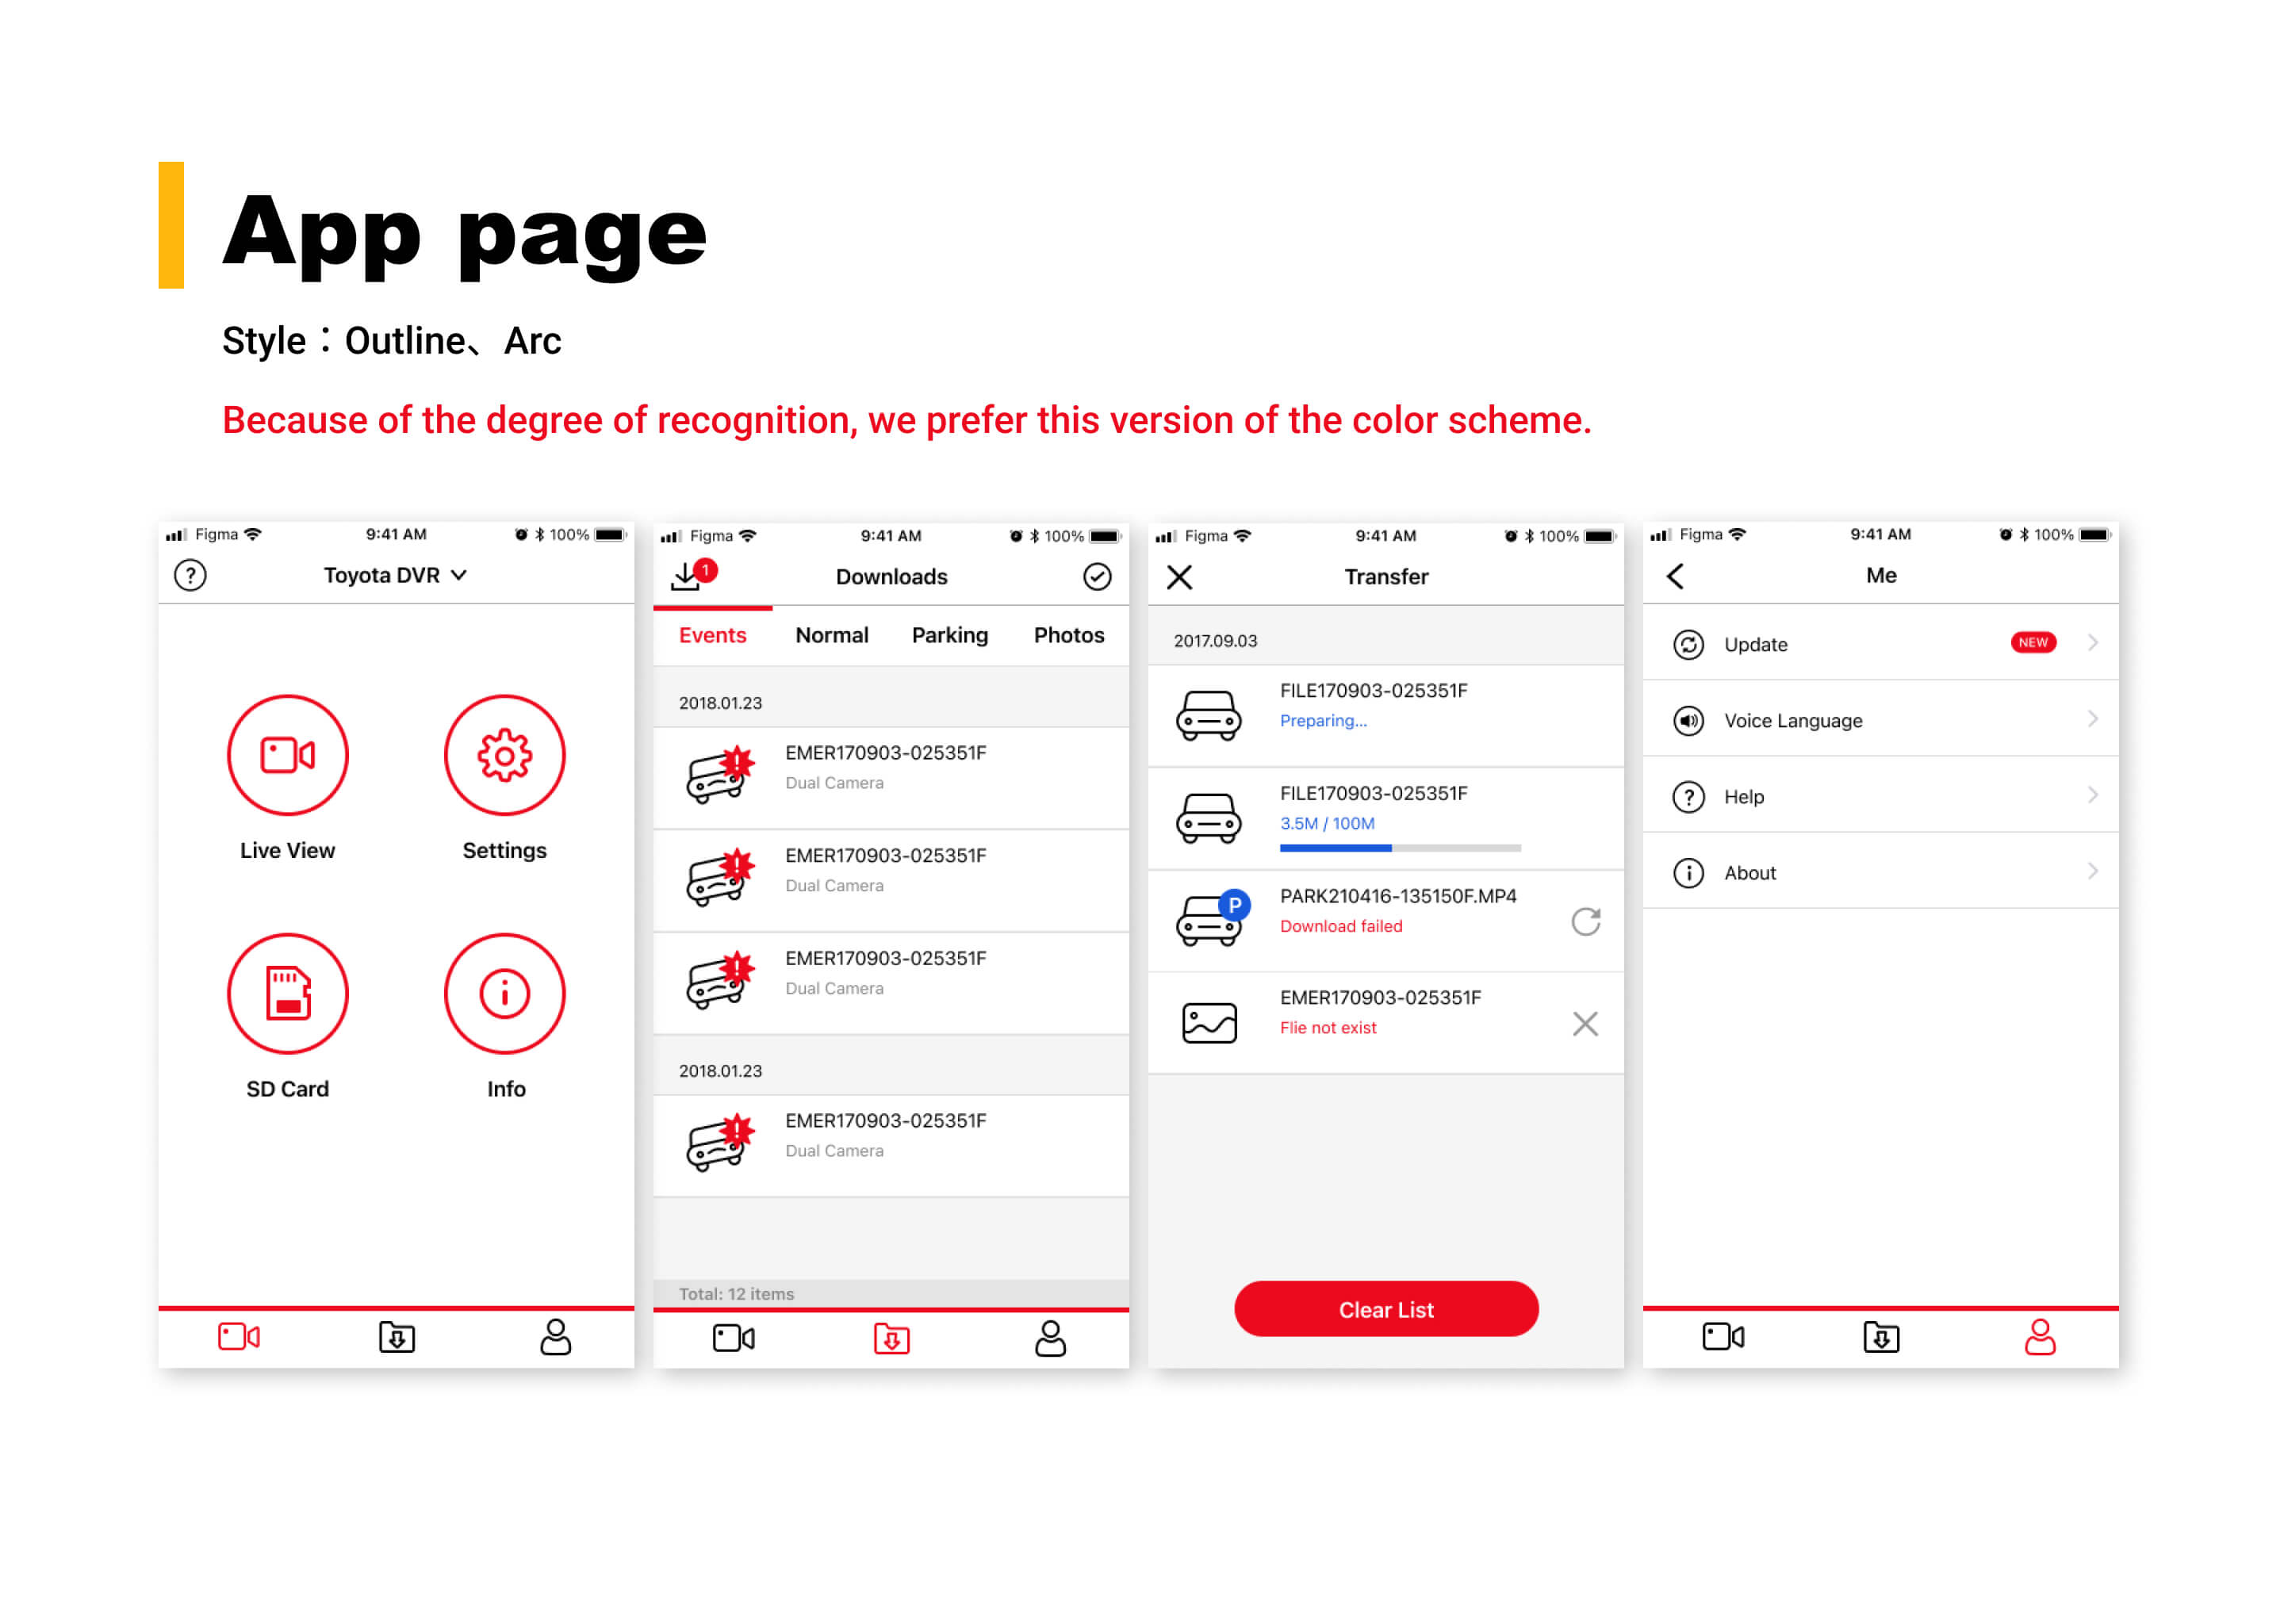 App page
Style：Outline、Arc
Because of the degree of recognition, we prefer this version of the color scheme.
Figma 9:41 AM 100%
? Toyota DVR
Live View Settings
SD Card Info
Figma 9:41 AM 100%
1 Downloads
Events Normal Parking Photos
2018.01.23
EMER170903-025351F
Dual Camera
EMER170903-025351F
Dual Camera
EMER170903-025351F
Dual Camera
2018.01.23
EMER170903-025351F
Dual Camera
Total: 12 items
Figma 9:41 AM 100%
Transfer
2017.09.03
FILE170903-025351F
Preparing...
FILE170903-025351F
3.5M / 100M
P PARK210416-135150F.MP4
Download failed
EMER170903-025351F
Flie not exist
Clear List
Figma 9:41 AM 100%
Me
Update NEW
Voice Language
? Help
i About